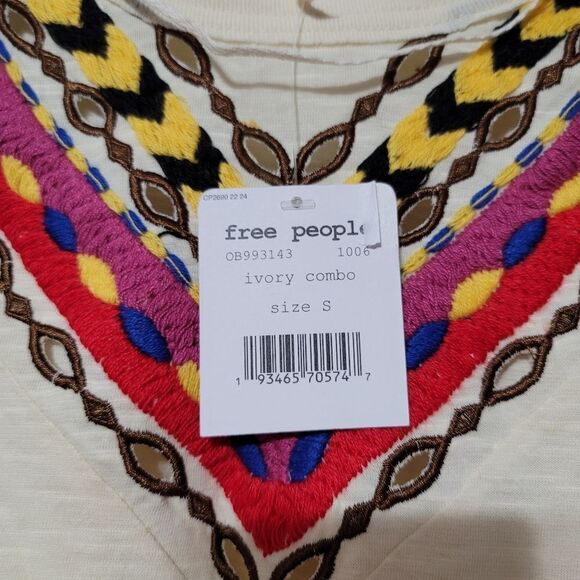 CP2690 22 24
free people
OB993143 1006
ivory combo
size S
1 93465 70574 7